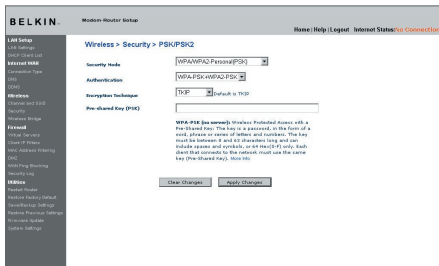 BELKIN
Modem-Router Setup
Home | Help | Logout Internet Status:No Connection
LAN Setup
LAN Settings
DHCP Client List
Internet WAN
Connection Type
DNS
DDNS
Wireless
Channel and SSID
Security
Wireless Bridge
Firewall
Virtual Servers
Client IP Filters
MAC Address Filtering
DMZ
WAN Ping Blocking
Security Log
Utilities
Restart Router
Restore Factory Default
Save/Backup Settings
Restore Previous Settings
Firmware Update
System Settings
Wireless > Security > PSK/PSK2
Security Mode
WPA/WPA2-Personal(PSK)
Authentication
WPA-PSK+WPA2-PSK
Encryption Technique
TKIP
Default is TKIP
Pre-shared Key (PSK)
WPA-PSK (no server): Wireless Protected Access with a
Pre-Shared Key: The key is a password, in the form of a
word, phrase or series of letters and numbers. The key
must be between 8 and 63 characters long and can
include spaces and symbols, or 64 Hex(0-F) only. Each
client that connects to the network must use the same
key (Pre-Shared Key). More Info
Clear Changes
Apply Changes